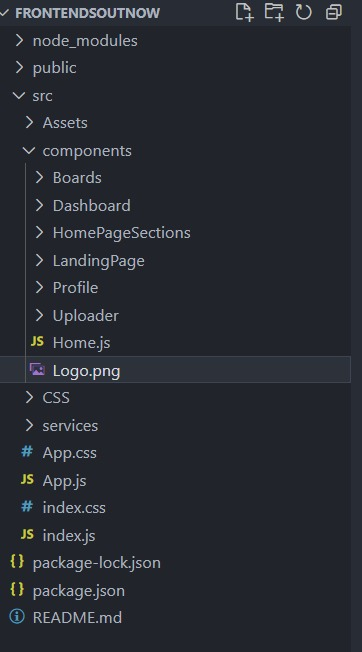 FRONTENDSOUTNOW
node_modules
public
src
Assets
components
Boards
Dashboard
HomePageSections
LandingPage
Profile
Uploader
JS Home.js
Logo.png
CSS
services
# App.css
JS App.js
# index.css
JS index.js
{} package-lock.json
{} package.json
README.md